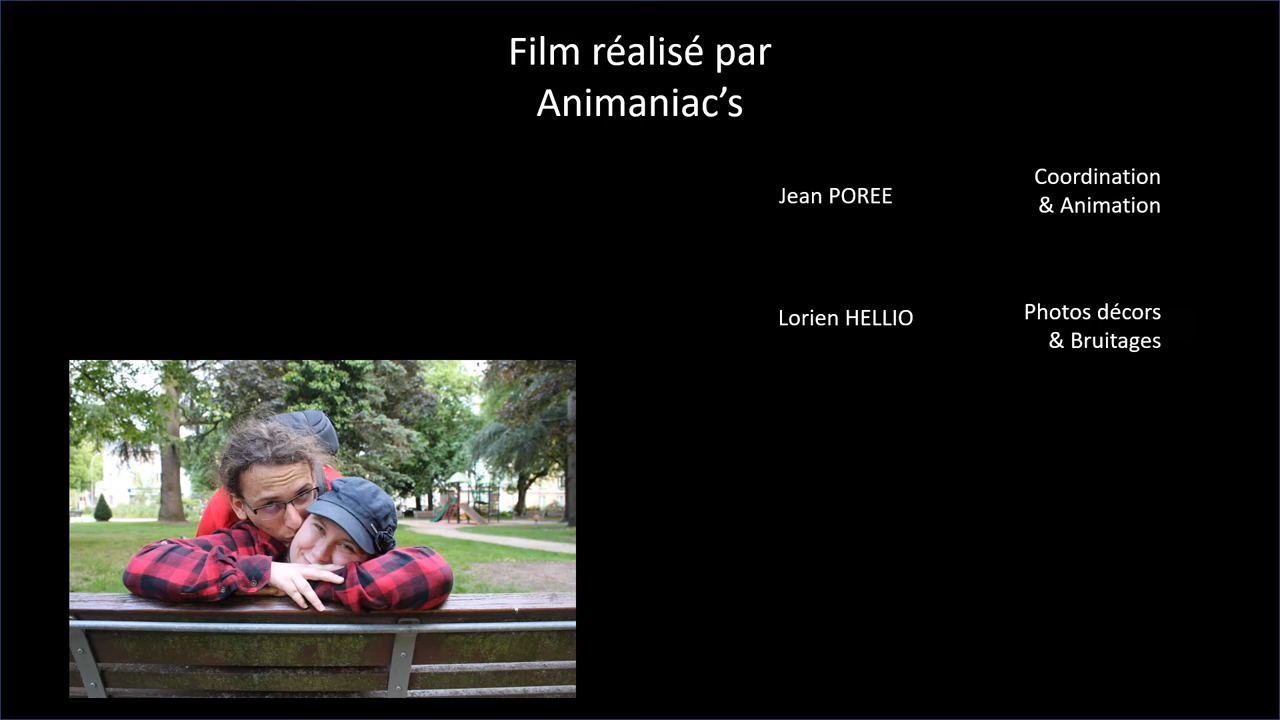 Film réalisé par
Animaniac’s
Jean POREE
Coordination
& Animation
Lorien HELLIO
Photos décors
& Bruitages